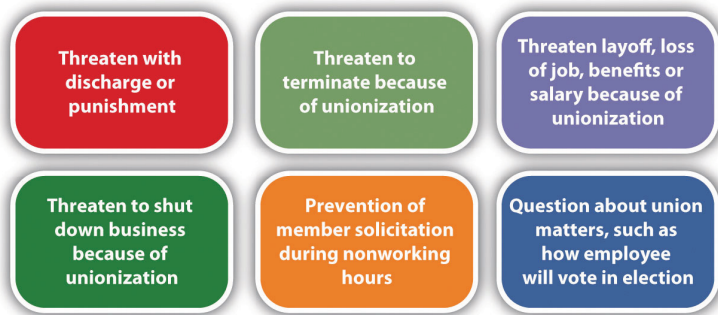 Threaten with
discharge or
punishment
Threaten to
terminate because
of unionization
Threaten layoff, loss
of job, benefits or
salary because of
unionization
Threaten to shut
down business
because of
unionization
Prevention of
member solicitation
during nonworking
hours
Question about union
matters, such as
how employee
will vote in election